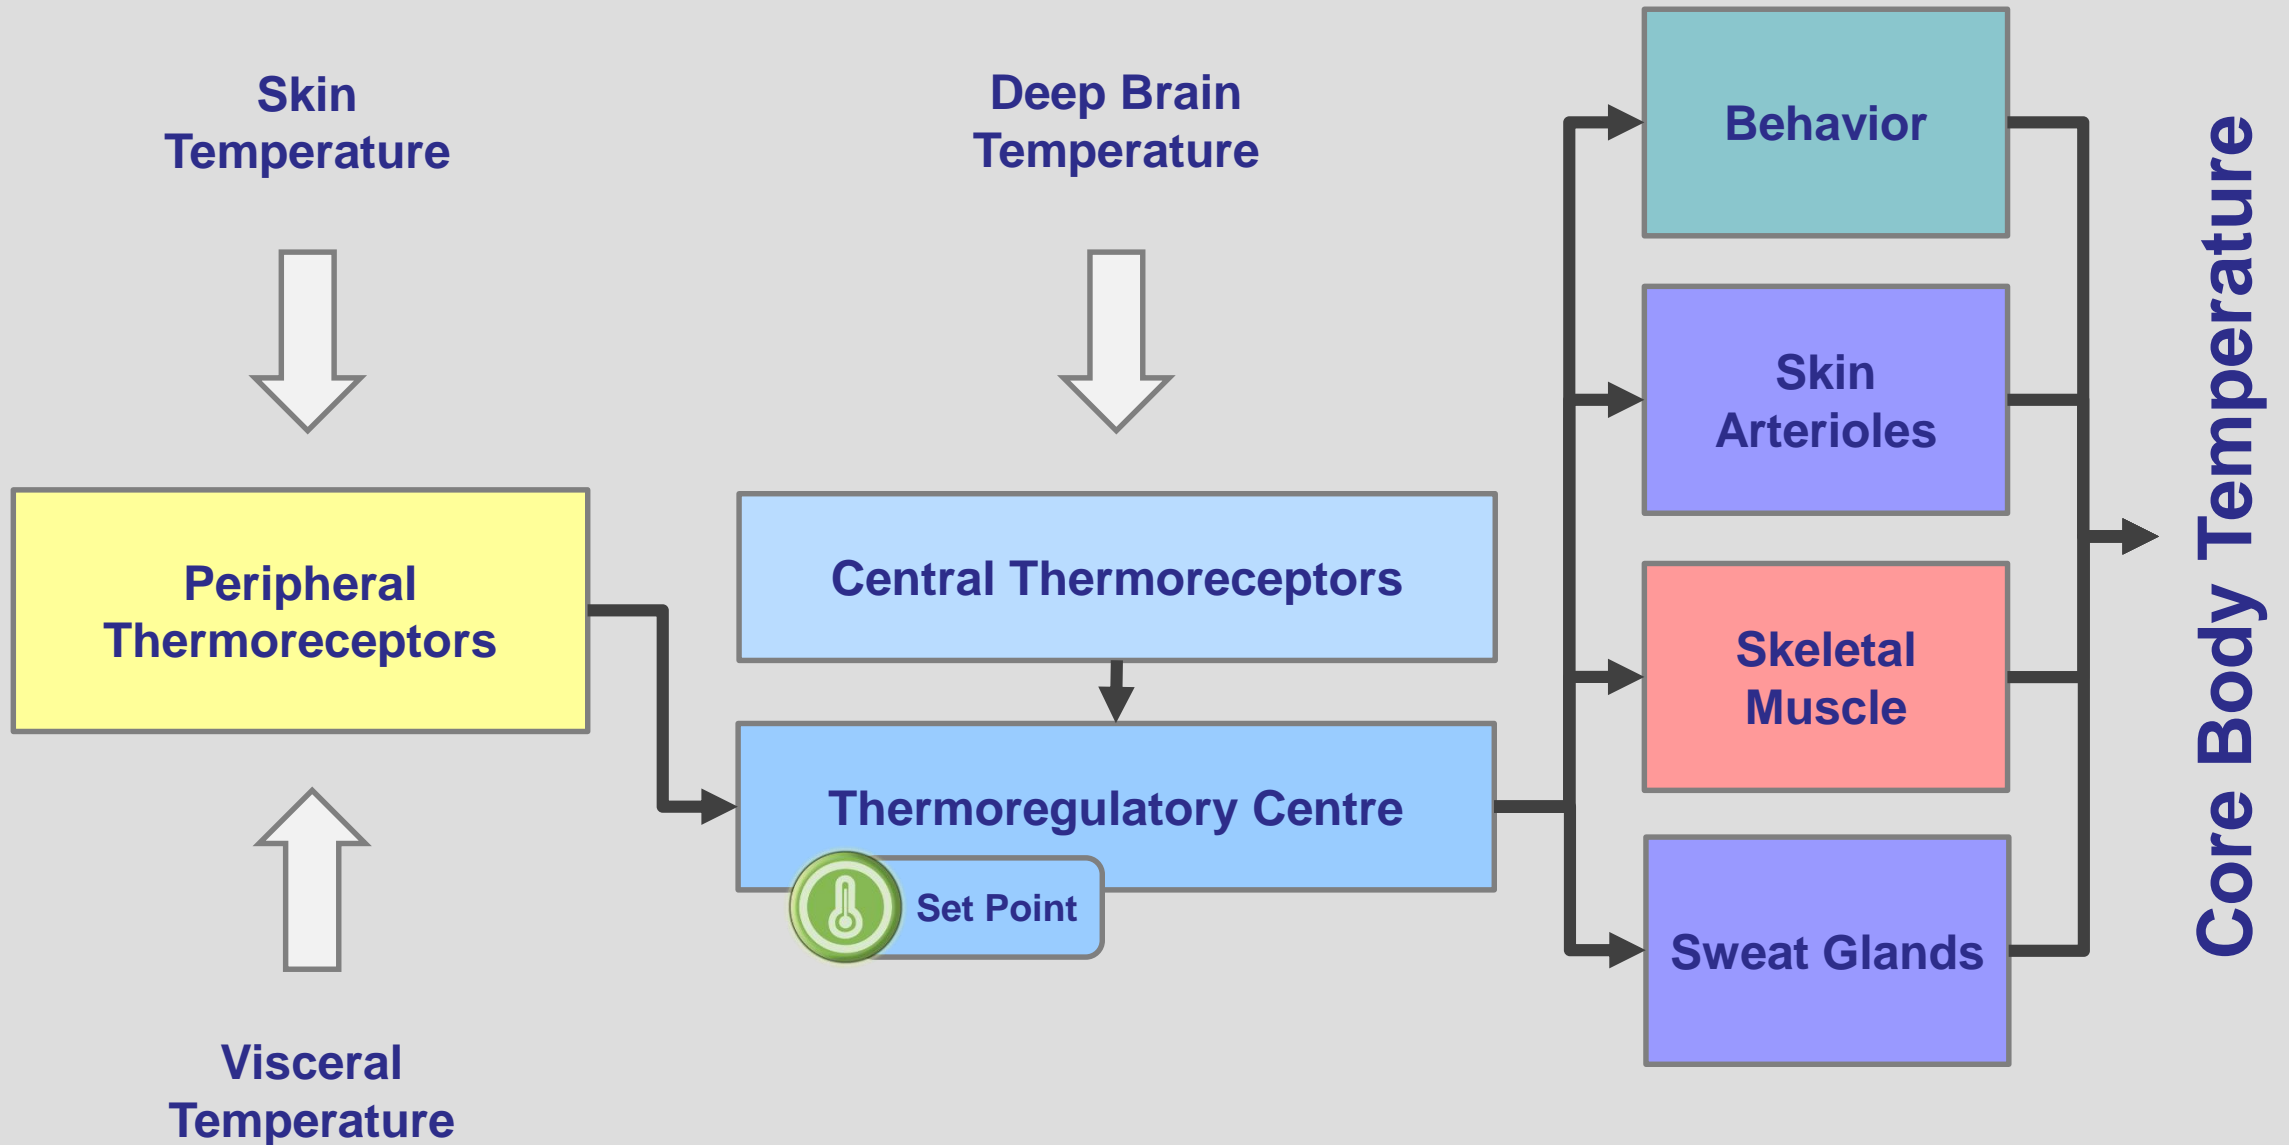 Skin
Temperature
Deep Brain
Temperature
Behavior
Skin
Arterioles
Peripheral
Thermoreceptors
Central Thermoreceptors
Skeletal
Muscle
Thermoregulatory Centre
Set Point
Sweat Glands
Visceral
Temperature
Core Body Temperature